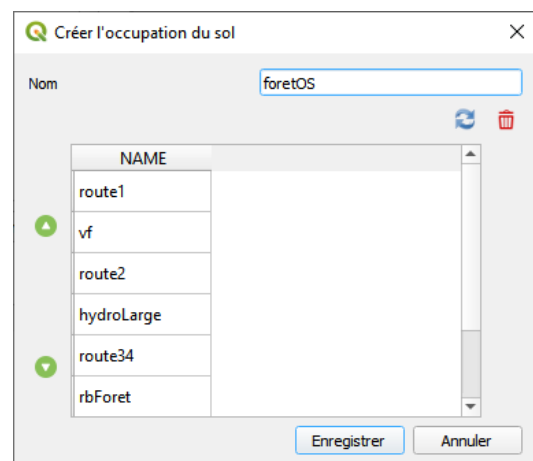 Créer l'occupation du sol
Nom
foretOS
NAME
route1
vf
route2
hydroLarge
route34
rbForet
Enregistrer
Annuler